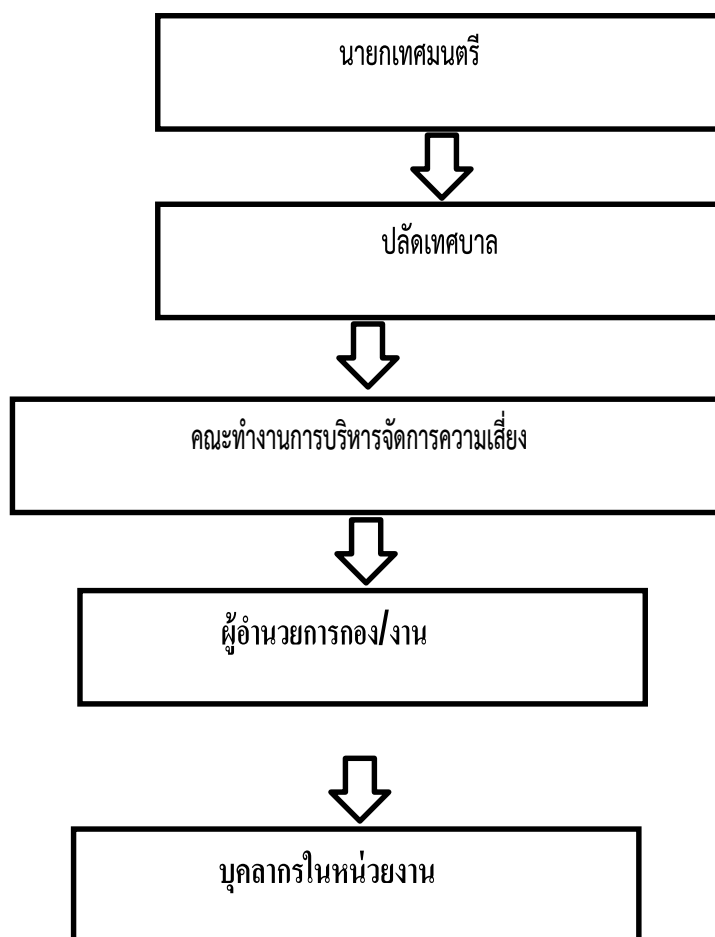 นายกเทศมนตรี
ปลัดเทศบาล
คณะทำงานการบริหารจัดการความเสี่ยง
ผู้อำนวยการกอง/งาน
บุคลากรในหน่วยงาน